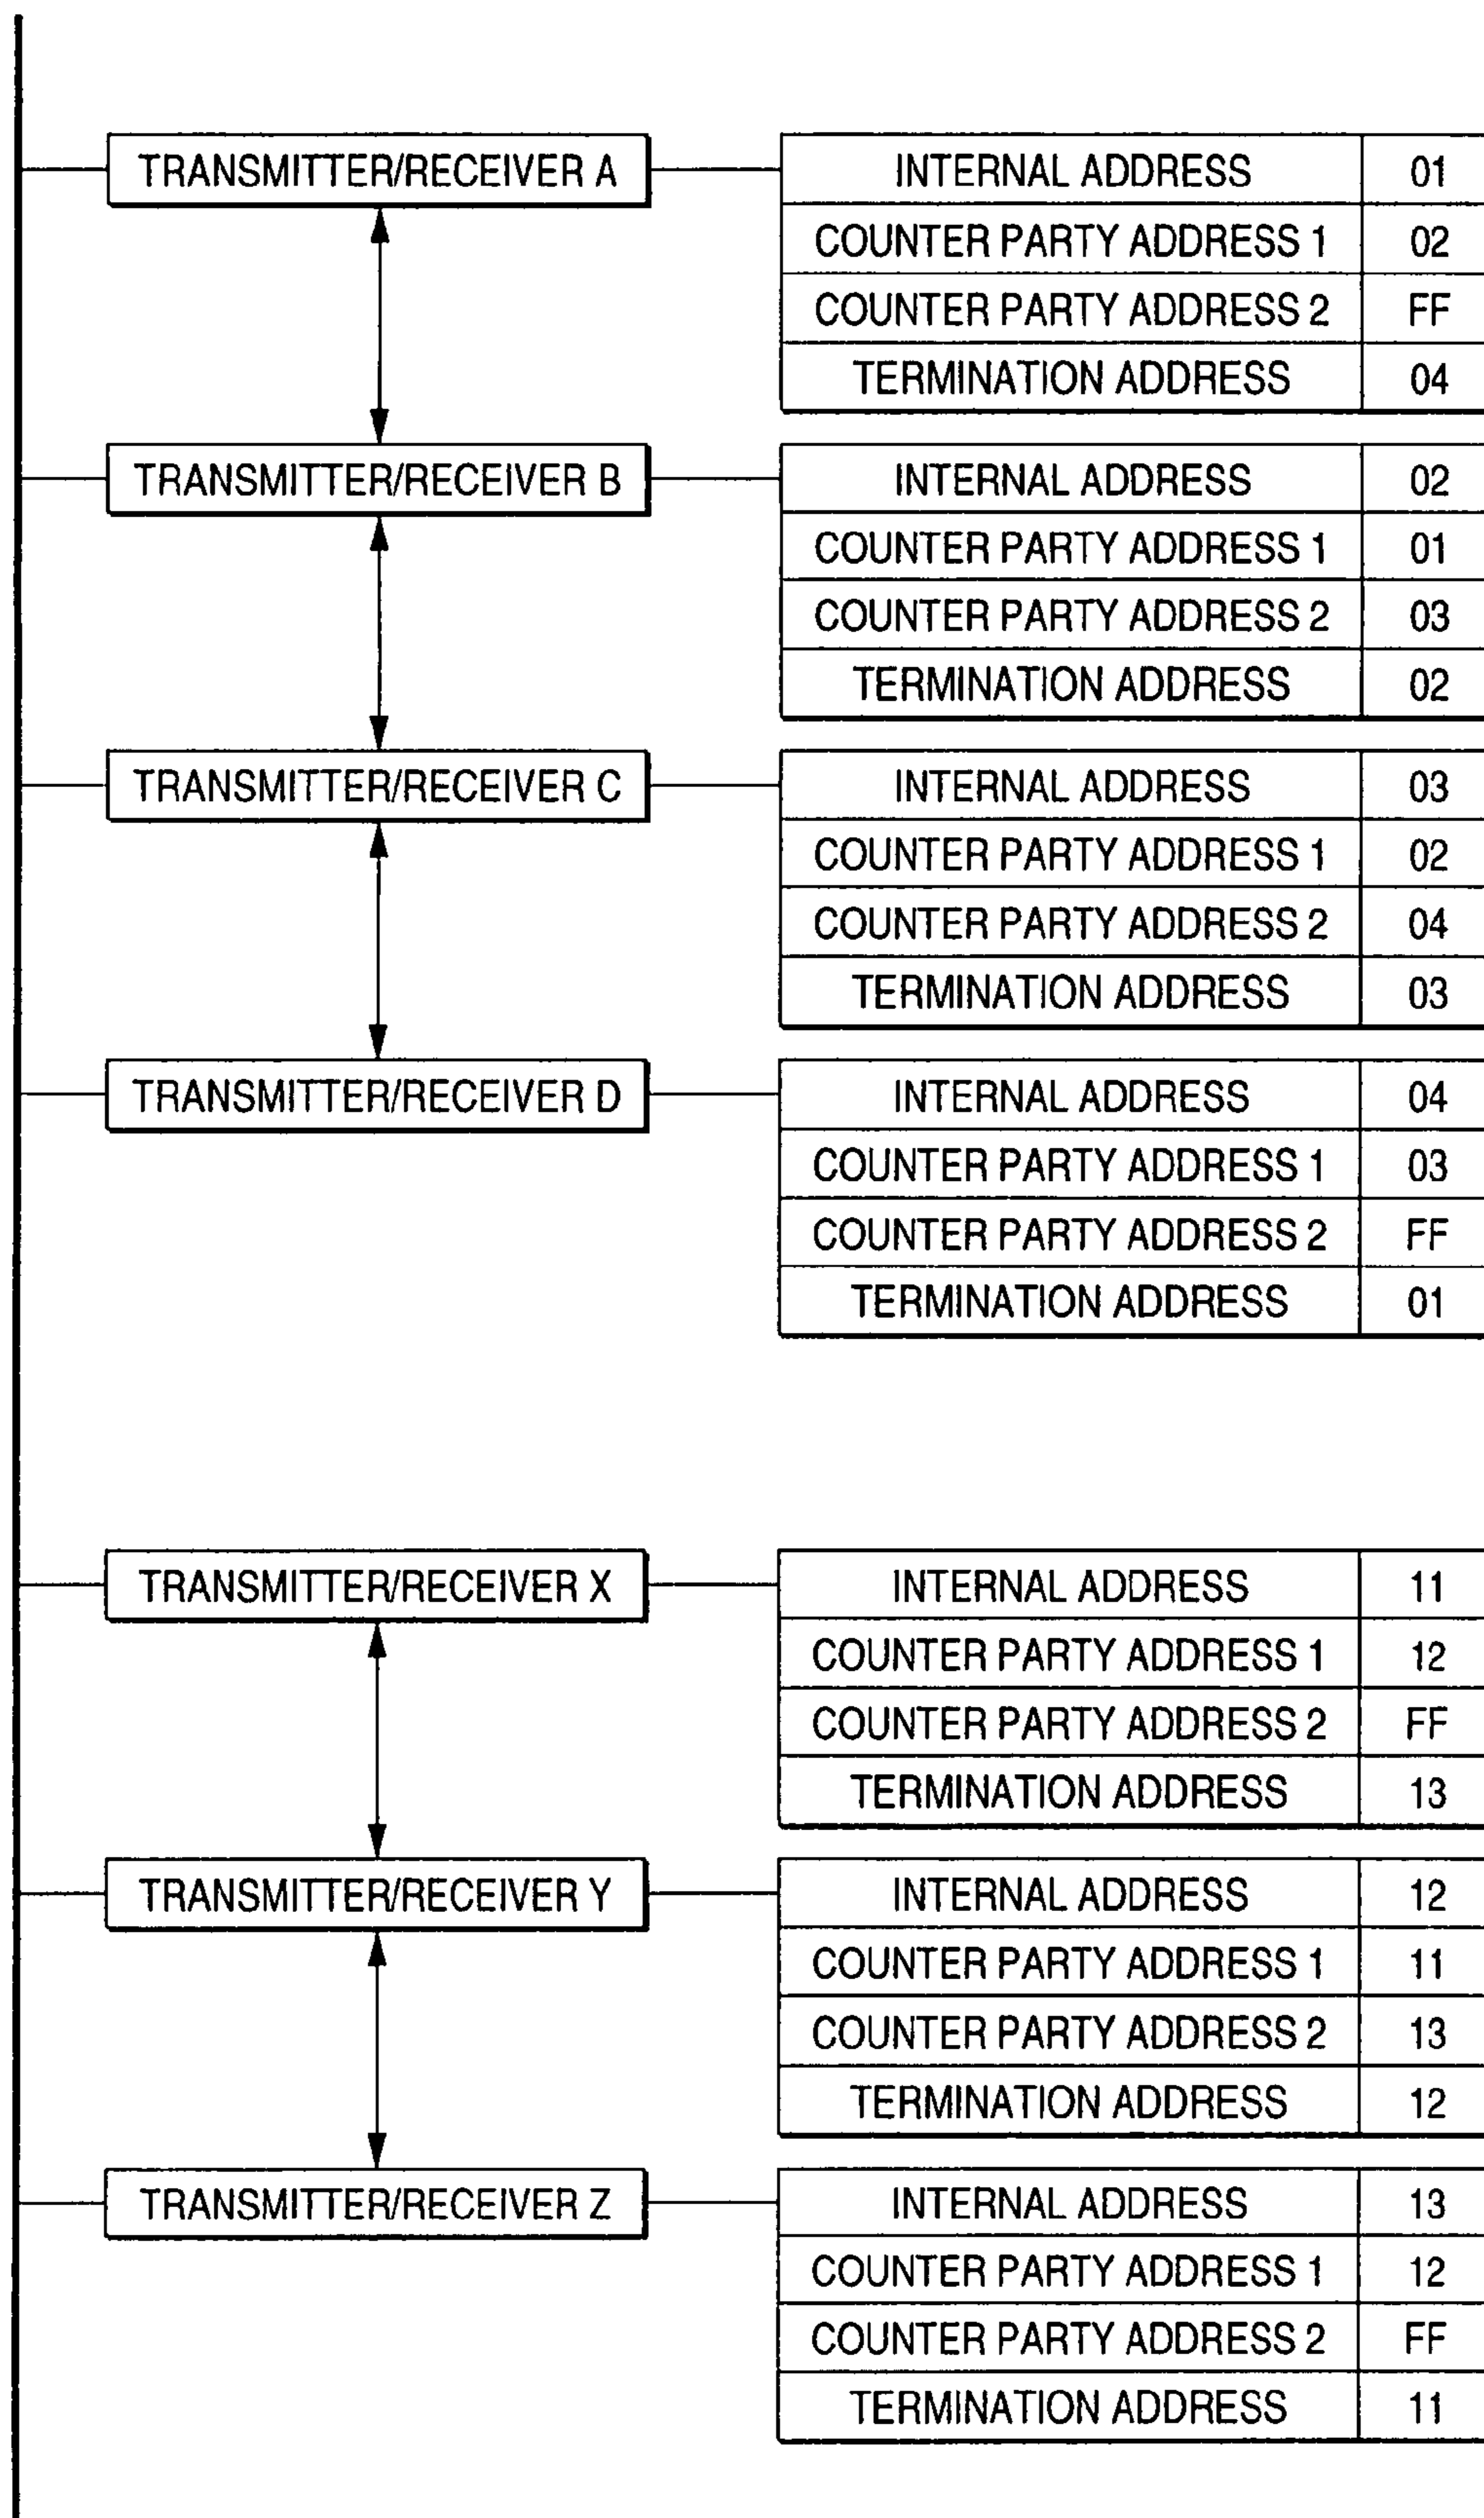 TRANSMITTER/RECEIVER A
INTERNAL ADDRESS 01
COUNTER PARTY ADDRESS 1 02
COUNTER PARTY ADDRESS 2 FF
TERMINATION ADDRESS 04
TRANSMITTER/RECEIVER B
INTERNAL ADDRESS 02
COUNTER PARTY ADDRESS 1 01
COUNTER PARTY ADDRESS 2 03
TERMINATION ADDRESS 02
TRANSMITTER/RECEIVER C
INTERNAL ADDRESS 03
COUNTER PARTY ADDRESS 1 02
COUNTER PARTY ADDRESS 2 04
TERMINATION ADDRESS 03
TRANSMITTER/RECEIVER D
INTERNAL ADDRESS 04
COUNTER PARTY ADDRESS 1 03
COUNTER PARTY ADDRESS 2 FF
TERMINATION ADDRESS 01
TRANSMITTER/RECEIVER X
INTERNAL ADDRESS 11
COUNTER PARTY ADDRESS 1 12
COUNTER PARTY ADDRESS 2 FF
TERMINATION ADDRESS 13
TRANSMITTER/RECEIVER Y
INTERNAL ADDRESS 12
COUNTER PARTY ADDRESS 1 11
COUNTER PARTY ADDRESS 2 13
TERMINATION ADDRESS 12
TRANSMITTER/RECEIVER Z
INTERNAL ADDRESS 13
COUNTER PARTY ADDRESS 1 12
COUNTER PARTY ADDRESS 2 FF
TERMINATION ADDRESS 11